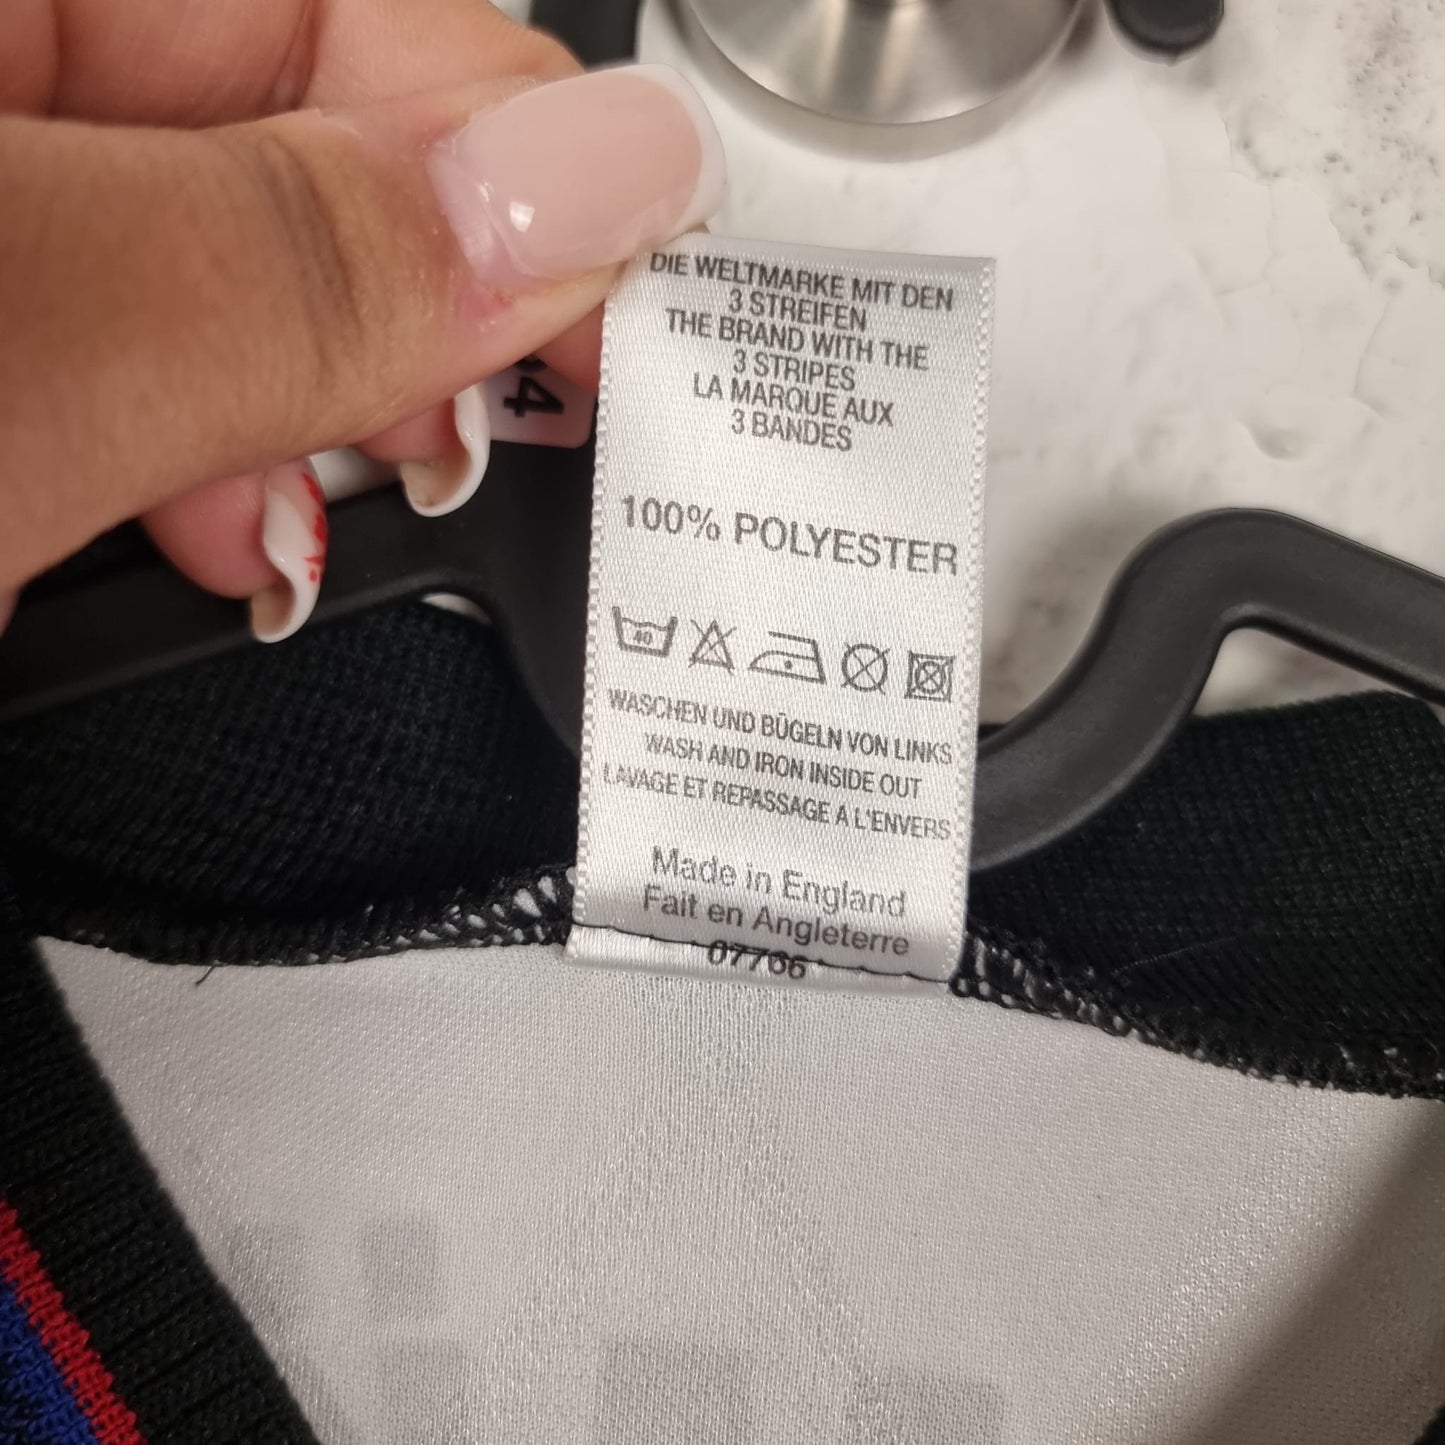 DIE WELTMARKE MIT DEN
3 STREIFEN
THE BRAND WITH THE
3 STRIPES
LA MARQUE AUX
3 BANDES
100% POLYESTER
40
WASCHEN UND BÜGELN VON LINKS
WASH AND IRON INSIDE OUT
LAVAGE ET REPASSAGE A L'ENVERS
Made in England
Fait en Angleterre
07766